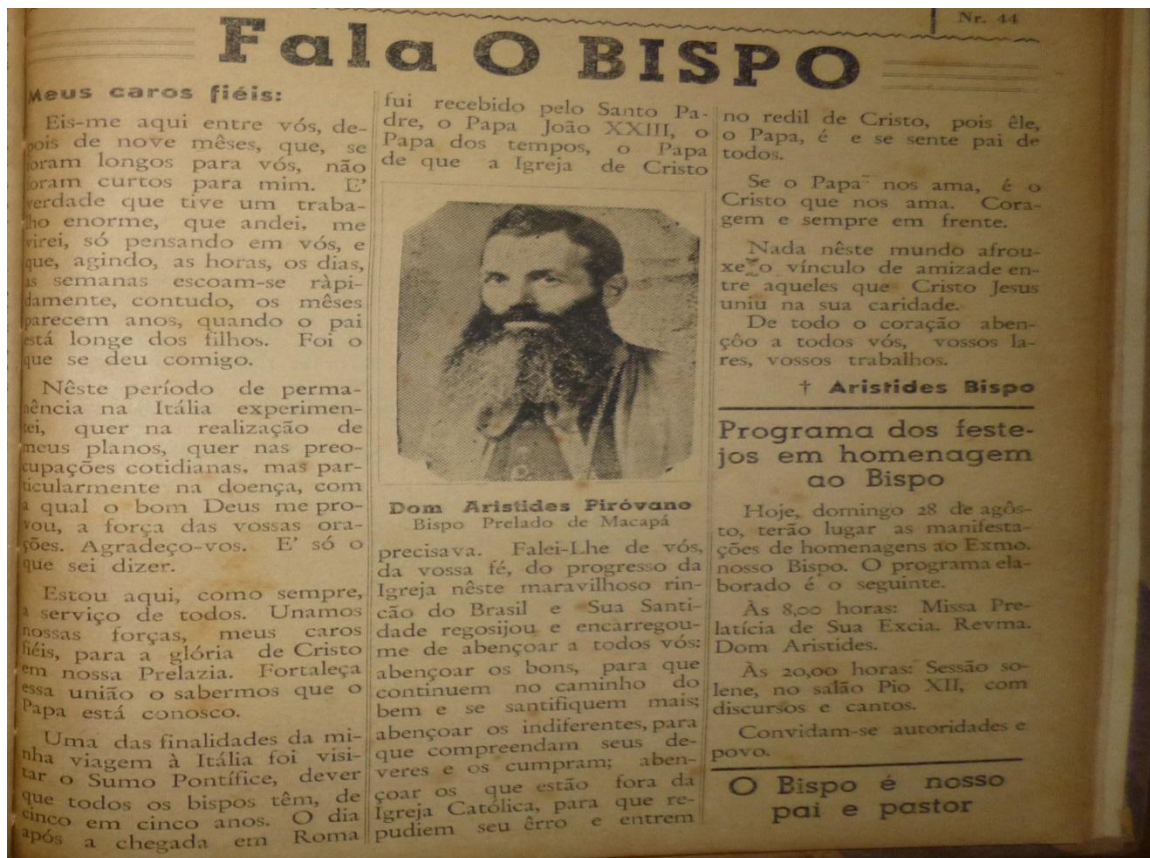 Nr. 44
Fala O BISPO
Meus caros fiéis:
Eis-me aqui entre vós, de-
pois de nove mêses, que, se
foram longos para vós, não
foram curtos para mim. E'
verdade que tive um traba-
lho enorme, que andei, me
virei, só pensando em vós, e
que, agindo, as horas, os dias,
as semanas escoam-se ràpi-
damente, contudo, os mêses
parecem anos, quando o pai
está longe dos filhos. Foi o
que se deu comigo.
Nêste período de perma-
nência na Itália experimen-
tei, quer na realização de
meus planos, quer nas preo-
cupações cotidianas, mas par-
ticularmente na doença, com
a qual o bom Deus me pro-
vou, a força das vossas ora-
ções. Agradeço-vos. E' só o
que sei dizer.
Estou aqui, como sempre,
a serviço de todos. Unamos
nossas forças, meus caros
fiéis, para a glória de Cristo
em nossa Prelazia. Fortaleça
essa união o sabermos que o
Papa está conosco.
Uma das finalidades da mi-
nha viagem à Itália foi visi-
tar o Sumo Pontífice, dever
que todos os bispos têm, de
cinco em cinco anos. O dia
após a chegada em Roma
fui recebido pelo Santo Pa-
dre, o Papa João XXIII, o
Papa dos tempos, o Papa
de que a Igreja de Cristo
Dom Aristides Piróvano
Bispo Prelado de Macapá
precisava. Falei-Lhe de vós,
da vossa fé, do progresso da
Igreja nêste maravilhoso rin-
cão do Brasil e Sua Santi-
dade regosijou e encarregou-
me de abençoar a todos vós:
abençoar os bons, para que
continuem no caminho do
bem e se santifiquem mais;
abençoar os indiferentes, para
que compreendam seus de-
veres e os cumpram; aben-
çoar os que estão fora da
Igreja Católica, para que re-
pudiem seu êrro e entrem
no redil de Cristo, pois êle,
o Papa, é e se sente pai de
todos.
Se o Papa nos ama, é o
Cristo que nos ama. Cora-
gem e sempre em frente.
Nada nêste mundo afrou-
xe o vínculo de amizade en-
tre aqueles que Cristo Jesus
uniu na sua caridade.
De todo o coração aben-
çôo a todos vós, vossos la-
res, vossos trabalhos.
† Aristides Bispo
Programa dos feste-
jos em homenagem
ao Bispo
Hoje, domingo 28 de agôs-
to, terão lugar as manifesta-
ções de homenagens ao Exmo.
nosso Bispo. O programa ela-
borado é o seguinte.
Às 8,00 horas: Missa Pre-
latícia de Sua Excia. Revma.
Dom Aristides.
Às 20,00 horas: Sessão so-
lene, no salão Pio XII, com
discursos e cantos.
Convidam-se autoridades e
povo.
O Bispo é nosso
pai e pastor